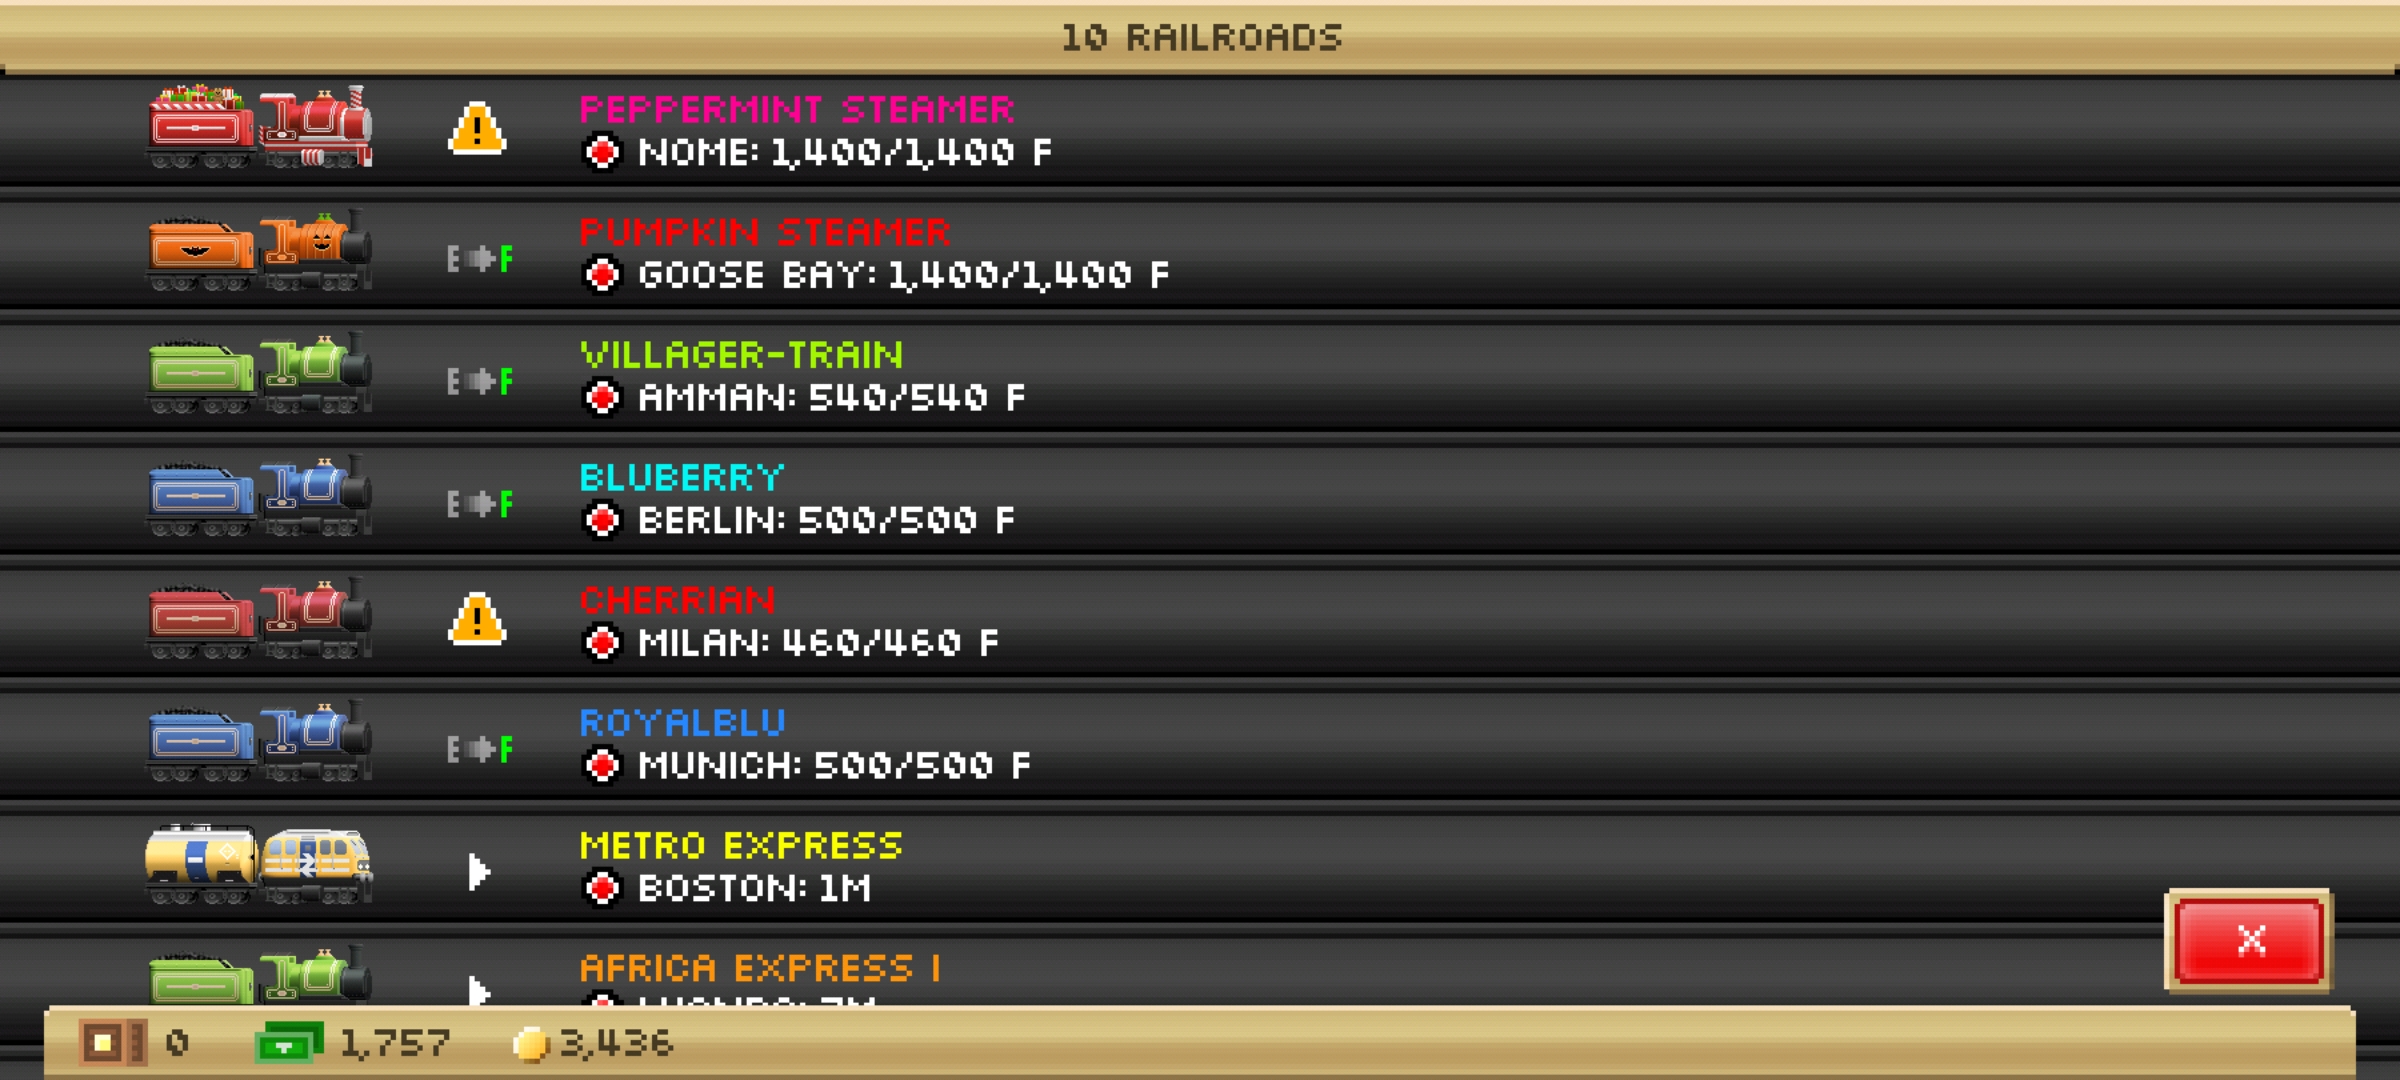 10 RAILROADS
PEPPERMINT STEAMER
NOME: 1,400/1,400 F
PUMPKIN STEAMER
E F
GOOSE BAY: 1,400/1,400 F
VILLAGER-TRAIN
E F
AMMAN: 540/540 F
BLUBERRY
E F
BERLIN: 500/500 F
CHERRIAN
MILAN: 460/460 F
ROYALBLU
E F
MUNICH: 500/500 F
METRO EXPRESS
BOSTON: 1M
AFRICA EXPRESS I
X
0 1,757 3,436